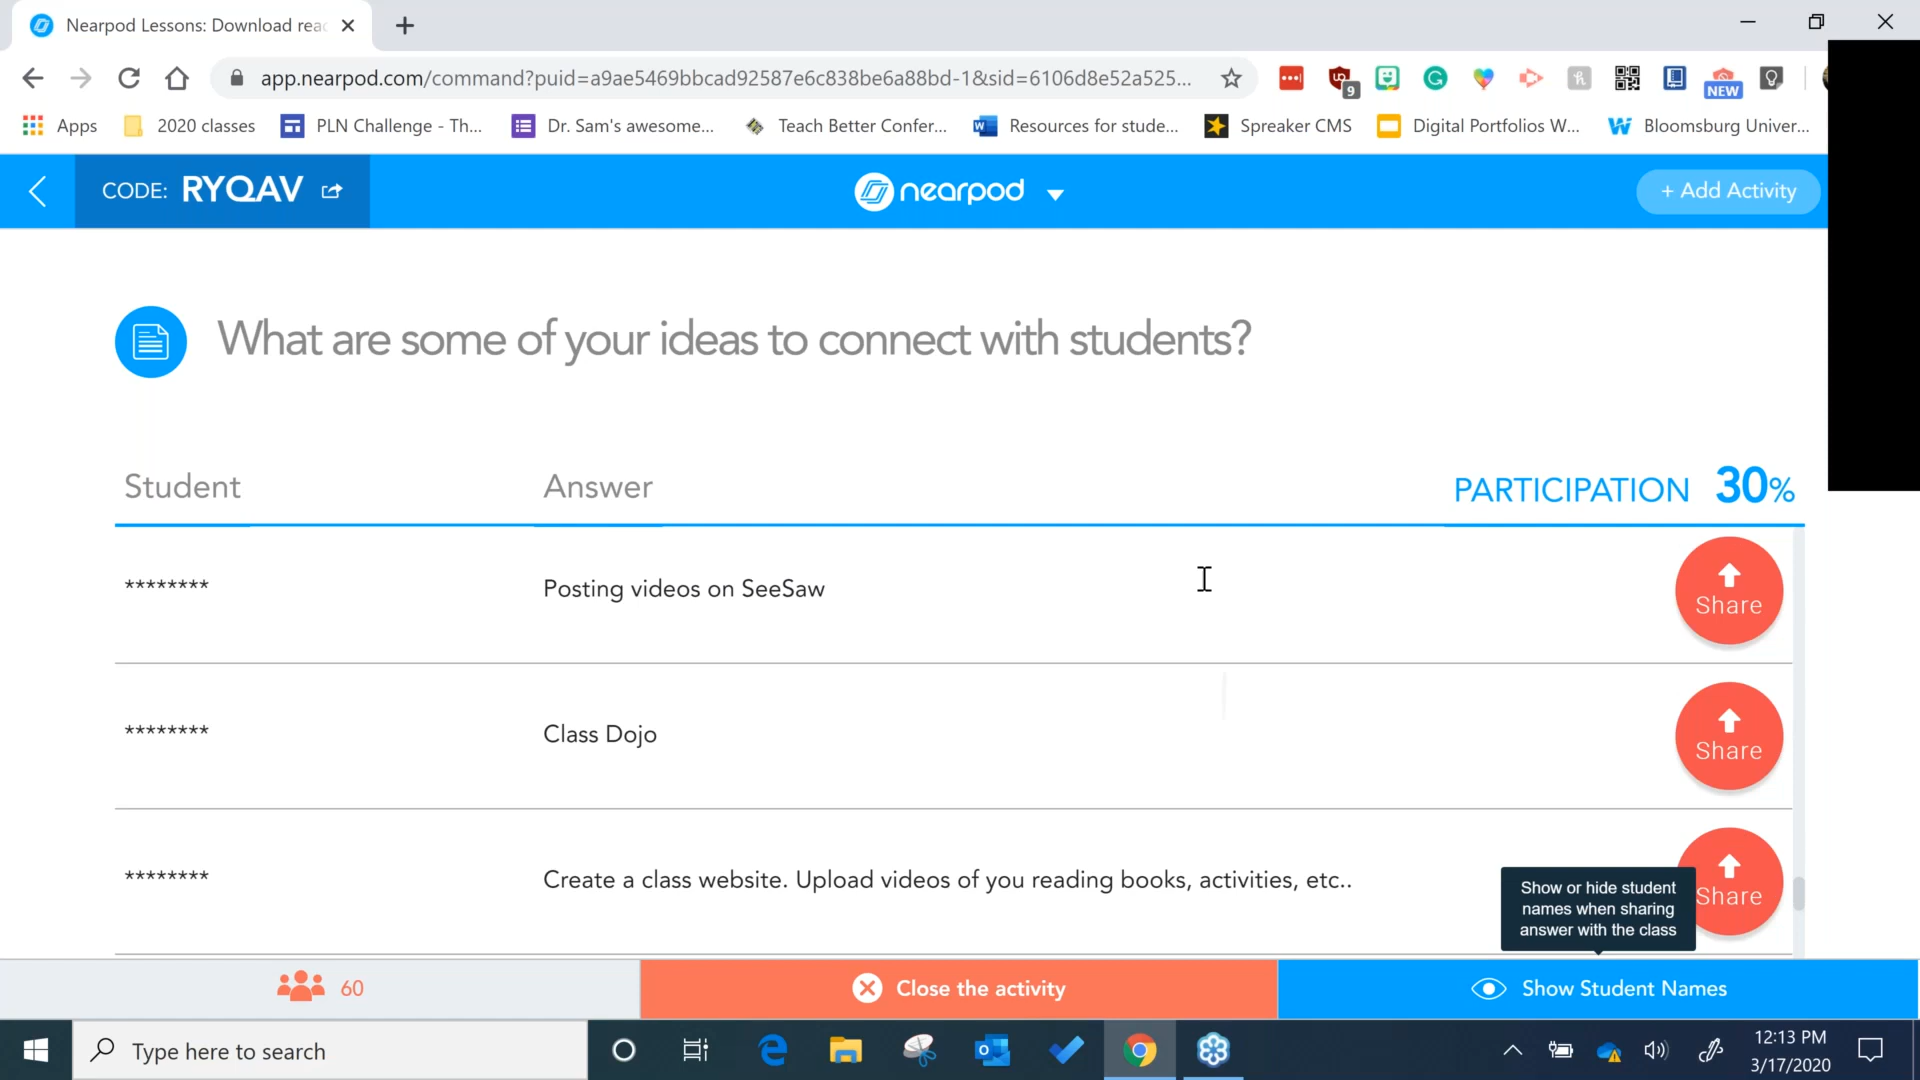 Nearpod Lessons: Download rea
app.nearpod.com/command?puid=a9ae5469bbcad92587e6c838be6a88bd-1&sid=6106d8e52a525...
9
NEW
Apps
2020 classes
PLN Challenge - Th...
Dr. Sam's awesome...
Teach Better Confer...
Resources for stude...
Spreaker CMS
Digital Portfolios W...
Bloomsburg Univer...
CODE: RYQAV
nearpod
+ Add Activity
What are some of your ideas to connect with students?
Student Answer PARTICIPATION 30%
******** Posting videos on SeeSaw Share
******** Class Dojo Share
******** Create a class website. Upload videos of you reading books, activities, etc.. Share
Show or hide student
names when sharing
answer with the class
60
Close the activity
Show Student Names
Type here to search
12:13 PM
3/17/2020